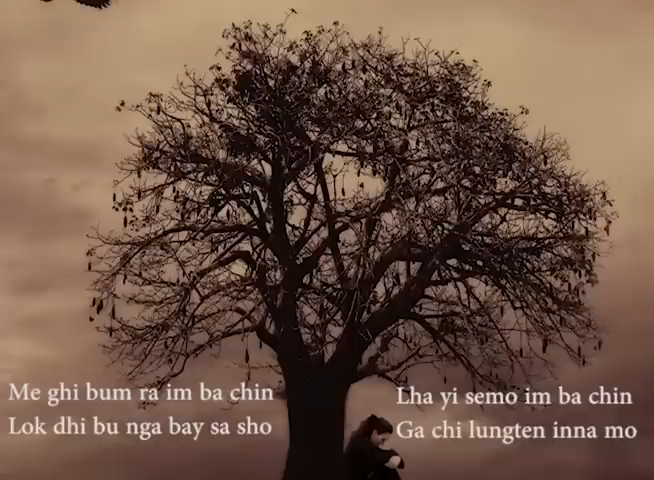 Me ghi bum ra im ba chin
Lok dhi bu nga bay sa sho
Lha yi semo im ba chin
Ga chi lungten inna mo